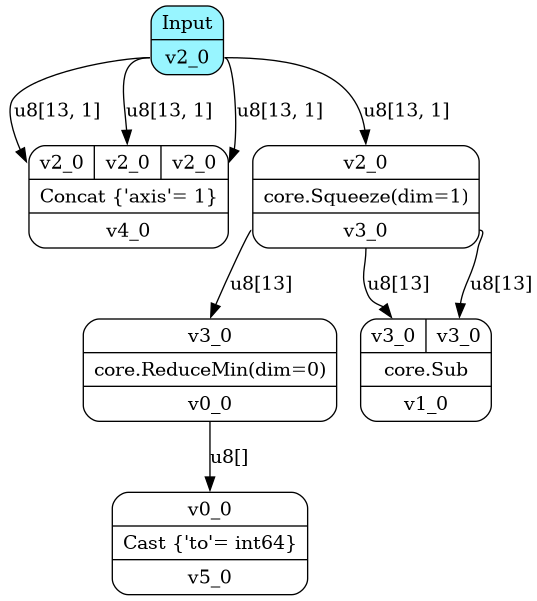 Input
v2_0
u8[13, 1]
u8[13, 1]
u8[13, 1]
u8[13, 1]
v2_0 v2_0 v2_0
Concat {'axis'= 1}
v4_0
v2_0
core.Squeeze(dim=1)
v3_0
u8[13]
u8[13]
u8[13]
v3_0
core.ReduceMin(dim=0)
v0_0
v3_0 v3_0
core.Sub
v1_0
u8[]
v0_0
Cast {'to'= int64}
v5_0